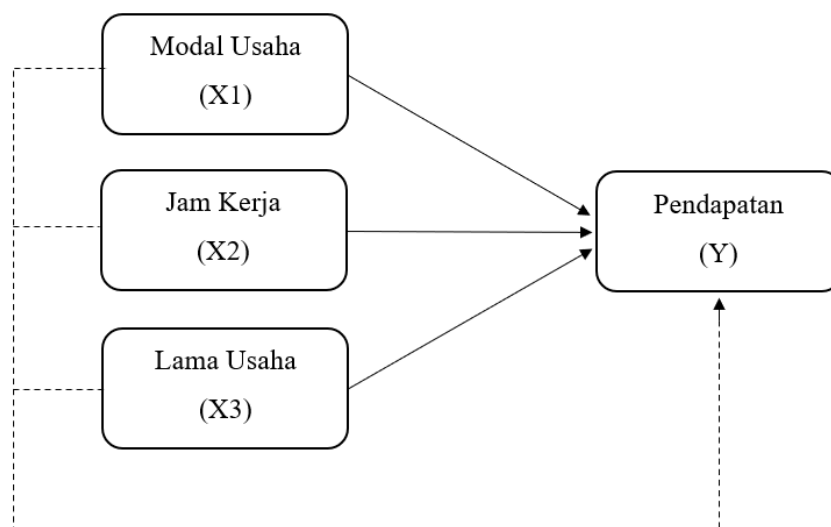 Modal Usaha
(X1)
Jam Kerja
(X2)
Lama Usaha
(X3)
Pendapatan
(Y)